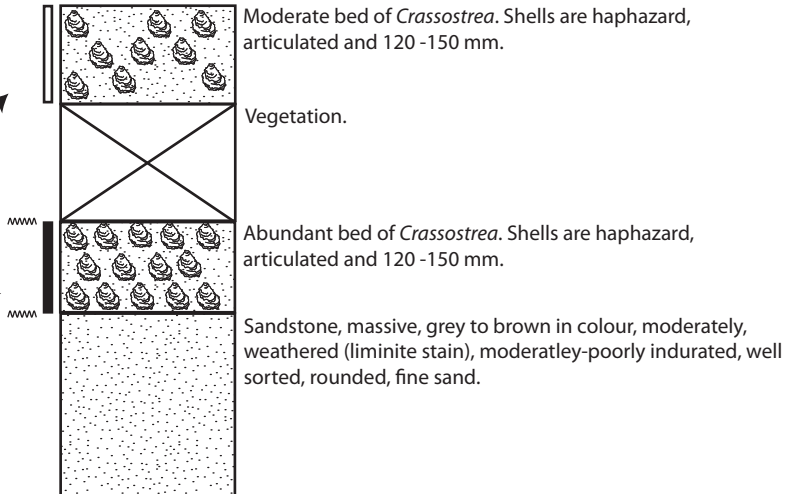 Moderate bed of Crassostrea. Shells are haphazard,
articulated and 120 -150 mm.
Vegetation.
Abundant bed of Crassostrea. Shells are haphazard,
articulated and 120 -150 mm.
Sandstone, massive, grey to brown in colour, moderately,
weathered (liminite stain), moderatley-poorly indurated, well
sorted, rounded, fine sand.